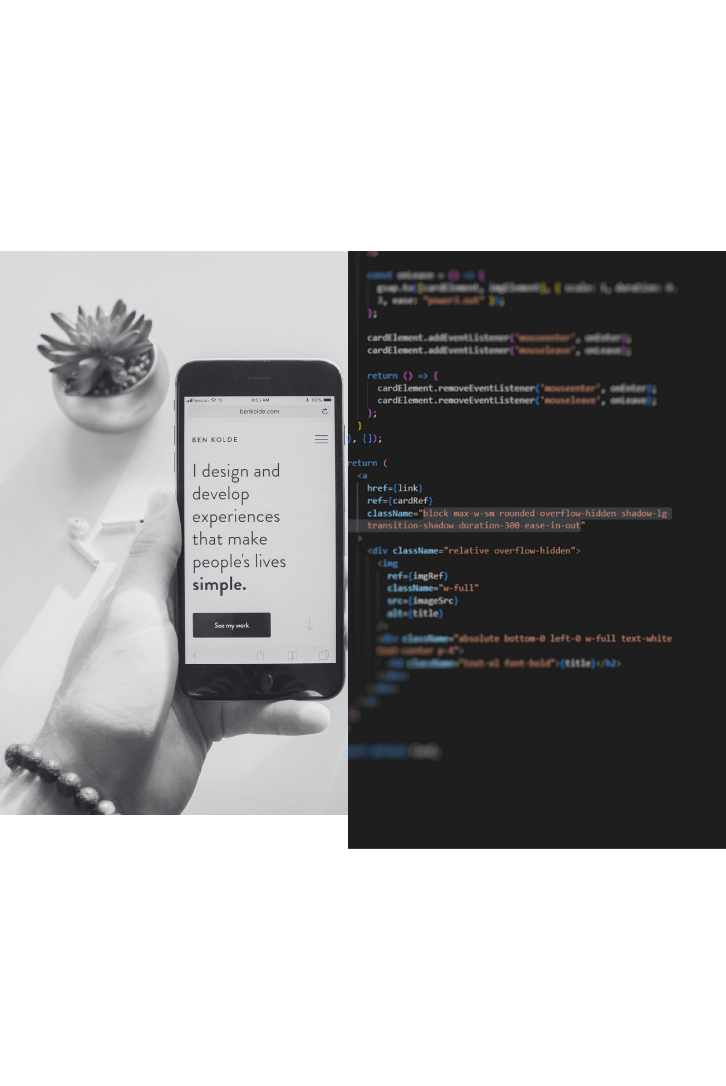 Verizon
8:53 AM
100%
benkolde.com
BEN KOLDE
I design and
develop
experiences
that make
people's lives
simple.
See my work
const onLeave = () => {
gsap.to([cardElement, imgElement], { scale: 1, duration: 0.
3, ease: "power3.out" });
};
cardElement.addEventListener("mouseenter", onEnter);
cardElement.addEventListener("mouseleave", onLeave);
return () => {
cardElement.removeEventListener("mouseenter", onEnter);
cardElement.removeEventListener("mouseleave", onLeave);
};
}
}, []);
return (
<a
href={link}
ref={cardRef}
className="block max-w-sm rounded overflow-hidden shadow-lg
transition-shadow duration-300 ease-in-out"
>
<div className="relative overflow-hidden">
<img
ref={imgRef}
className="w-full"
src={imageSrc}
alt={title}
/>
<div className="absolute bottom-0 left-0 w-full text-white
text-center p-4">
<h2 className="text-xl font-bold">{title}</h2>
</div>
</div>
</a>